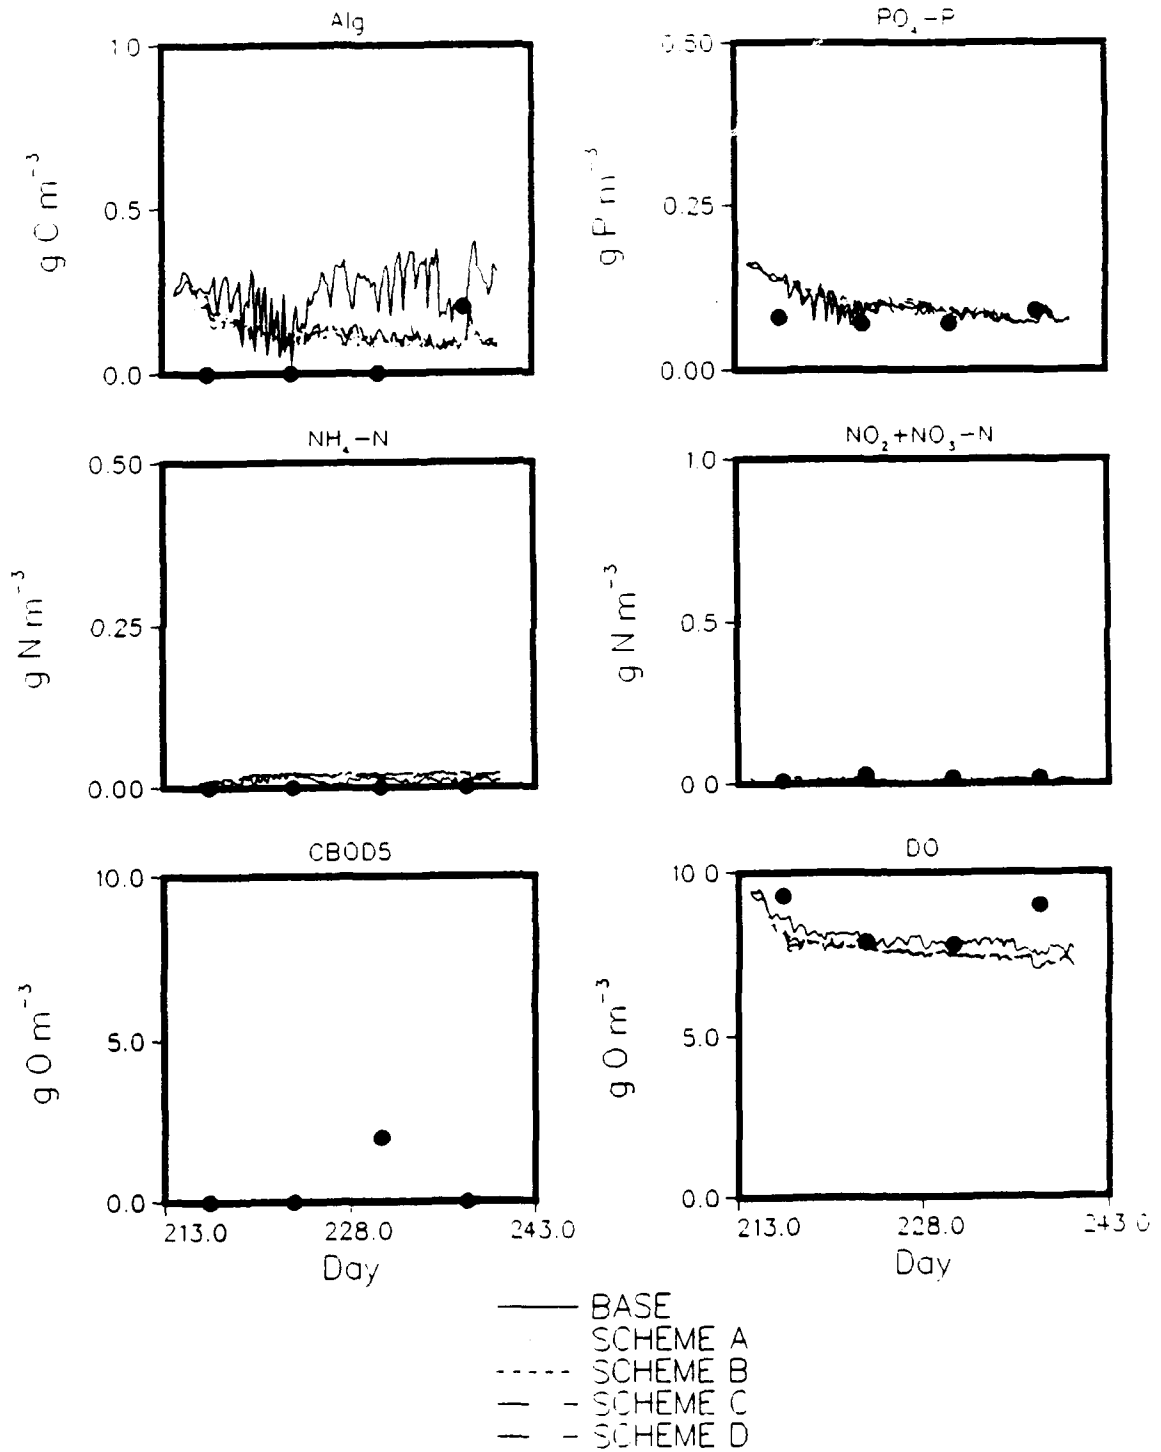 Alg
1.0
0.5
0.0
g C m⁻³
PO₄-P
0.50
0.25
0.00
g P m⁻³
NH₄-N
0.50
0.25
0.00
g N m⁻³
NO₂+NO₃-N
1.0
0.5
0.0
g N m⁻³
CBOD5
10.0
5.0
0.0
g O m⁻³
213.0 228.0 243.0
Day
DO
10.0
5.0
0.0
g O m⁻³
213.0 228.0 243.0
Day
BASE
SCHEME A
SCHEME B
SCHEME C
SCHEME D